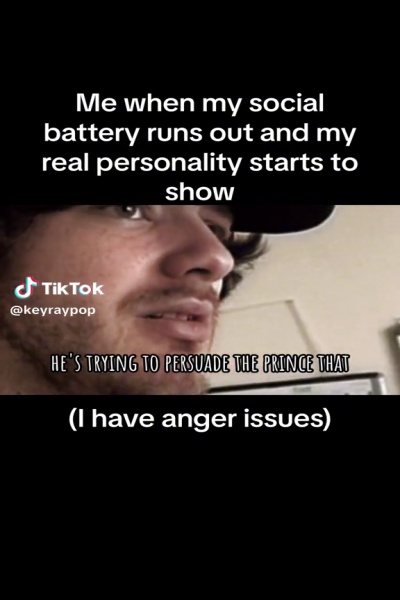 Me when my social
battery runs out and my
real personality starts to
show
TikTok
@keyraypop
HE'S TRYING TO PERSUADE THE PRINCE THAT
(I have anger issues)